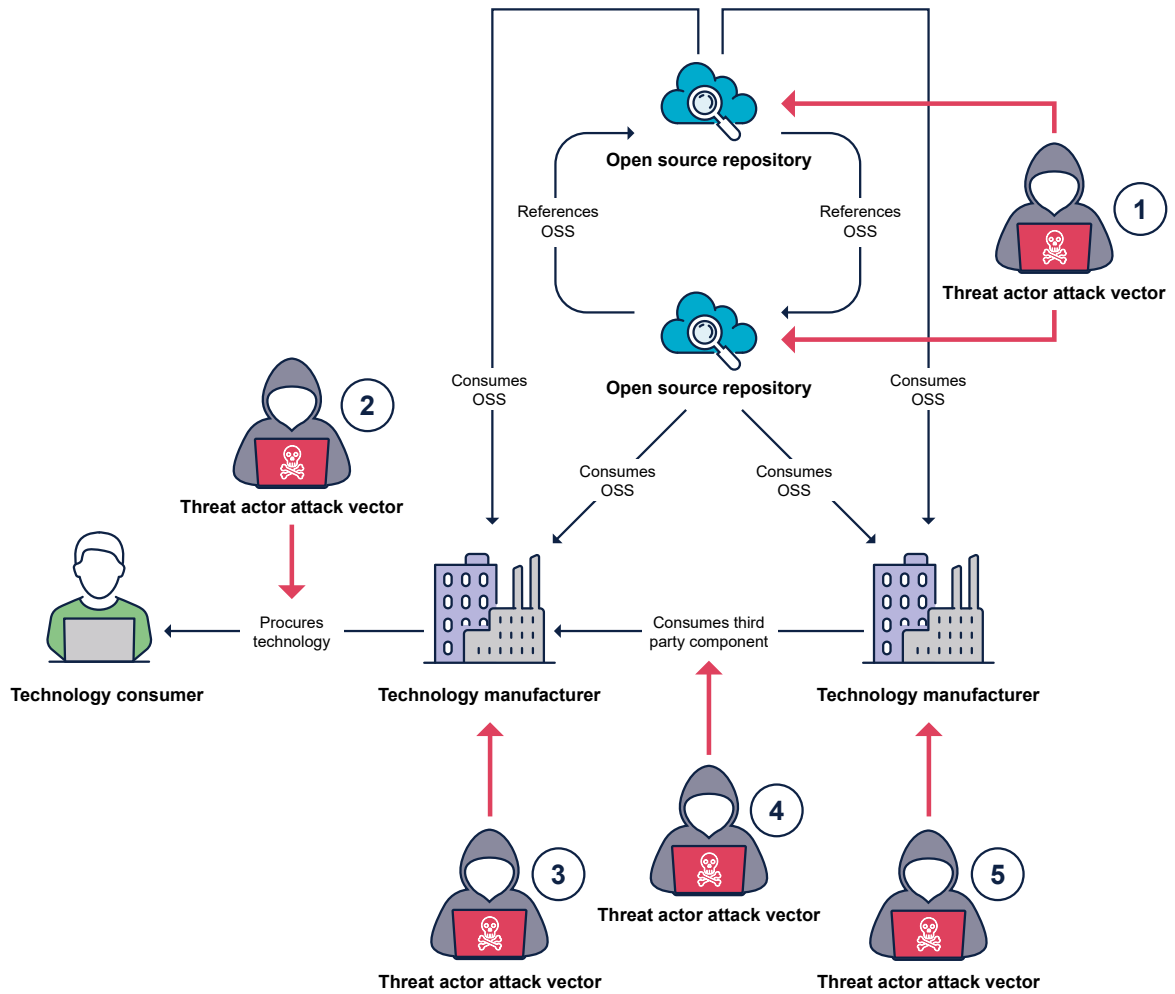 Open source repository
1
References
OSS
References
OSS
Threat actor attack vector
Open source repository
Consumes
OSS
Consumes
OSS
2
Consumes
OSS
Consumes
OSS
Threat actor attack vector
Procures
technology
Consumes third
party component
Technology consumer
Technology manufacturer
Technology manufacturer
4
3
5
Threat actor attack vector
Threat actor attack vector
Threat actor attack vector